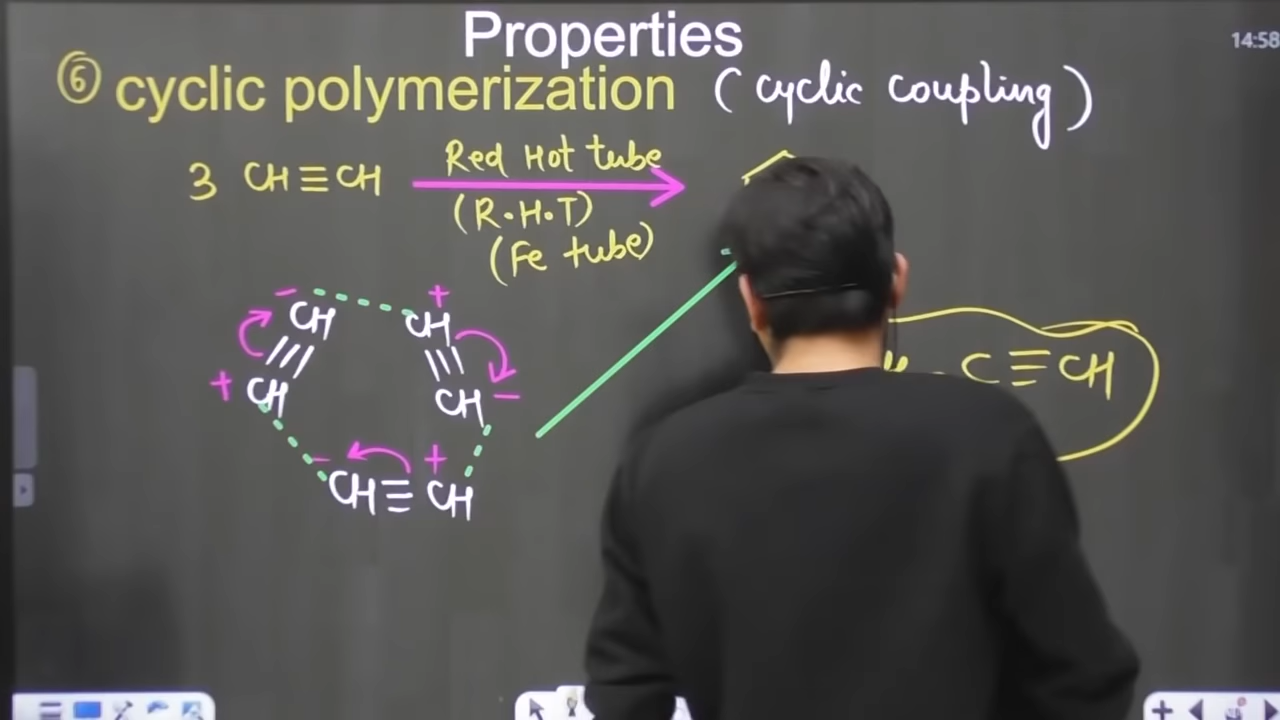 Properties
14:58
⑥ cyclic polymerization (cyclic coupling)
3 CH≡CH Red Hot tube
(R.H.T)
(Fe tube)
- CH CH +
+ CH CH -
- CH≡CH +
C≡CH